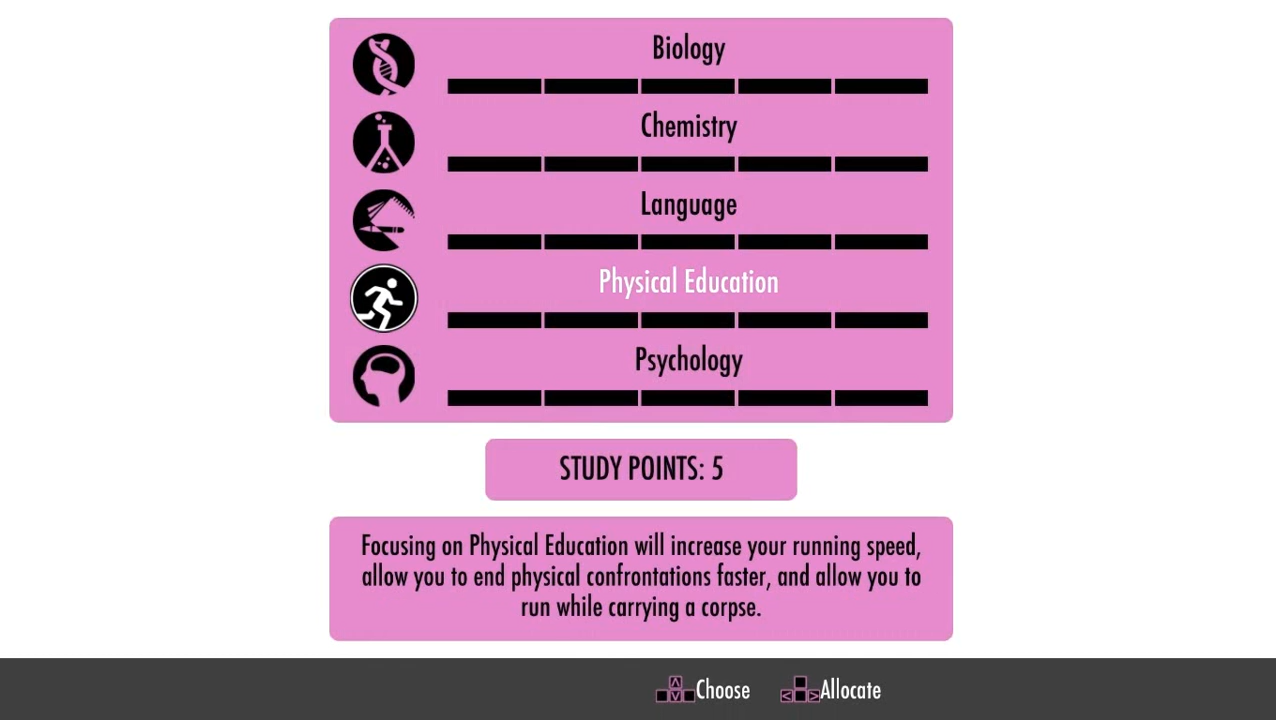 Biology
Chemistry
Language
Physical Education
Psychology
STUDY POINTS: 5
Focusing on Physical Education will increase your running speed,
allow you to end physical confrontations faster, and allow you to
run while carrying a corpse.
Choose
Allocate